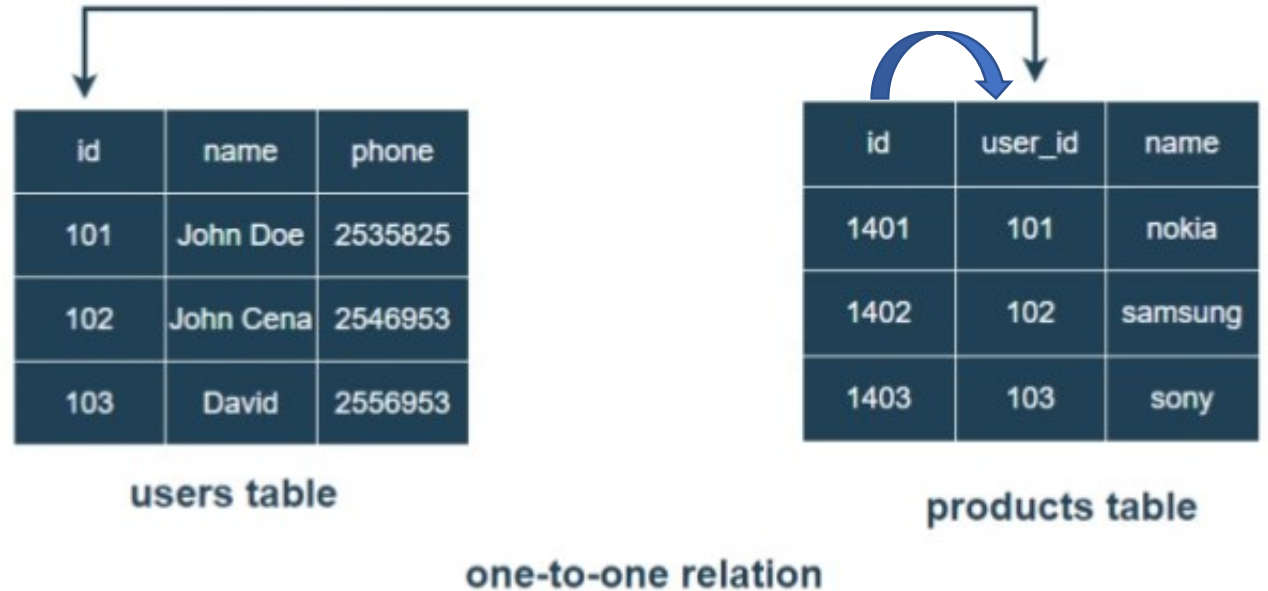 id name phone
101 John Doe 2535825
102 John Cena 2546953
103 David 2556953
users table
id user_id name
1401 101 nokia
1402 102 samsung
1403 103 sony
products table
one-to-one relation